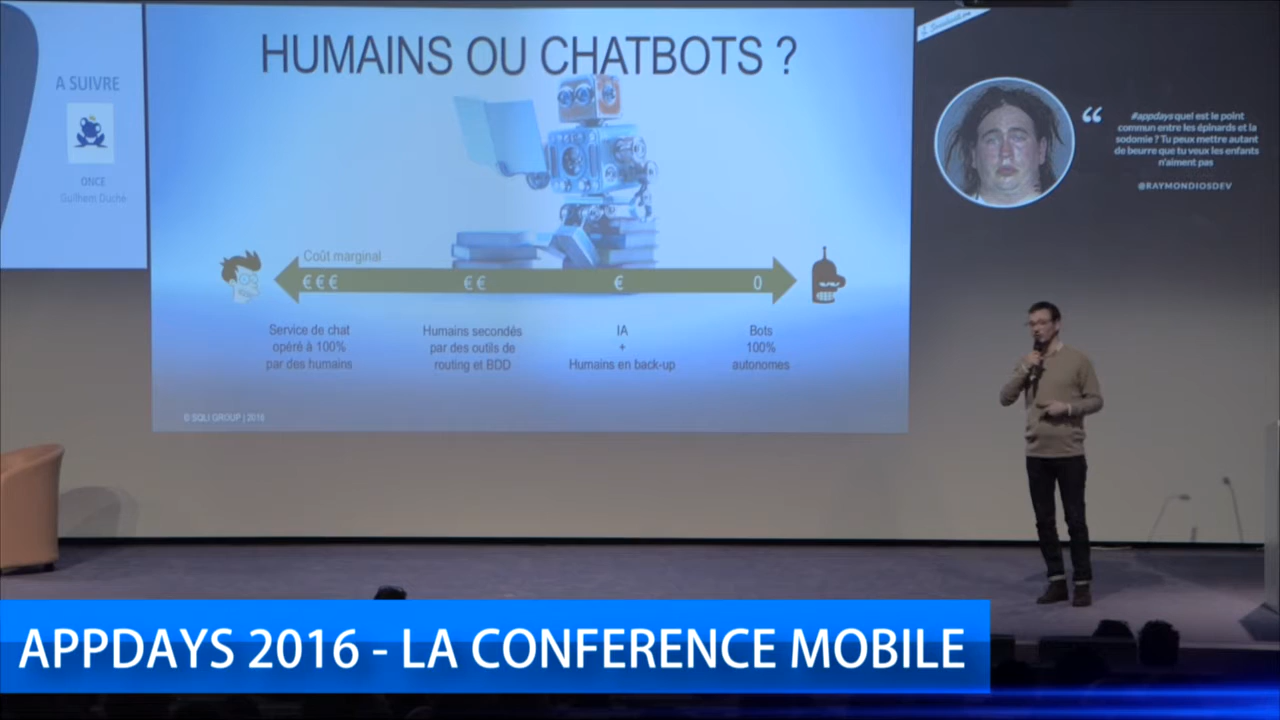 HUMAINS OU CHATBOTS ?
A SUIVRE
ONCE
Guilhem Duché
Coût marginal
€€€ €€ € 0
Service de chat
opéré à 100%
par des humains
Humains secondés
par des outils de
routing et BDD
IA
+
Humains en back-up
Bots
100%
autonomes
© SQLI GROUP | 2016
“
#appdays quel est le point
commun entre les épinards et la
sodomie ? Tu peux mettre autant
de beurre que tu veux les enfants
n'aiment pas
@RAYMONDIOSDEV
APPDAYS 2016 - LA CONFERENCE MOBILE